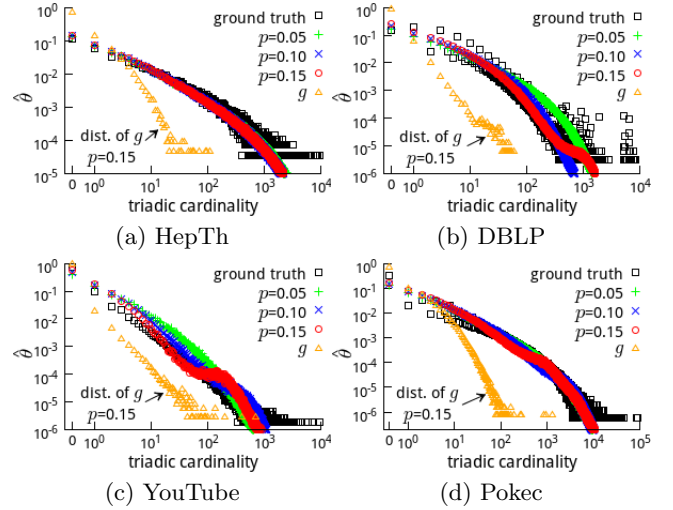 10^0
10^-1
10^-2
10^-3
10^-4
10^-5
θ̂
ground truth
p=0.05
p=0.10
p=0.15
g
dist. of g
p=0.15
0 10^0 10^1 10^2 10^3 10^4
triadic cardinality
(a) HepTh
10^0
10^-1
10^-2
10^-3
10^-4
10^-5
10^-6
θ̂
ground truth
p=0.05
p=0.10
p=0.15
g
dist. of g
p=0.15
0 10^0 10^1 10^2 10^3 10^4
triadic cardinality
(b) DBLP
10^0
10^-1
10^-2
10^-3
10^-4
10^-5
10^-6
θ̂
ground truth
p=0.05
p=0.10
p=0.15
g
dist. of g
p=0.15
0 10^0 10^1 10^2 10^3 10^4
triadic cardinality
(c) YouTube
10^0
10^-1
10^-2
10^-3
10^-4
10^-5
10^-6
θ̂
ground truth
p=0.05
p=0.10
p=0.15
g
dist. of g
p=0.15
0 10^0 10^1 10^2 10^3 10^4 10^5
triadic cardinality
(d) Pokec